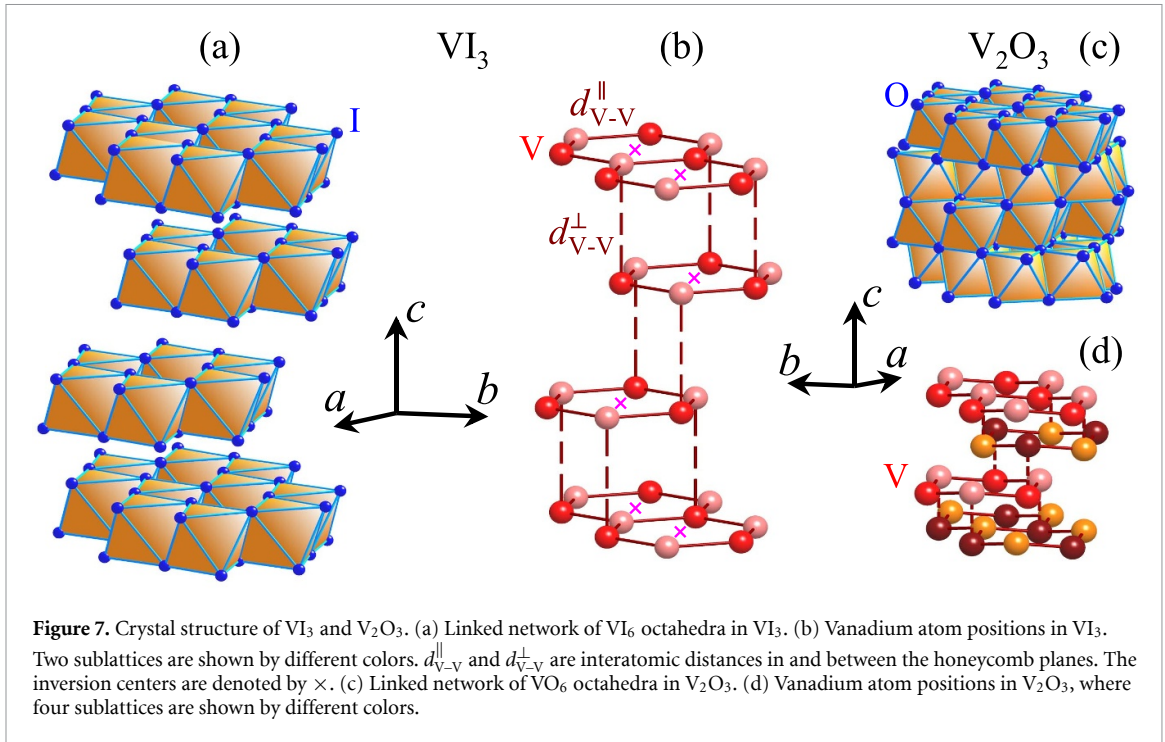 (a) VI₃ (b) V₂O₃ (c)
I
d∥V–V
V
d⊥V–V
O
c
a
b
c
b
a
(d)
V
Figure 7. Crystal structure of VI₃ and V₂O₃. (a) Linked network of VI₆ octahedra in VI₃. (b) Vanadium atom positions in VI₃.
Two sublattices are shown by different colors. d∥V–V and d⊥V–V are interatomic distances in and between the honeycomb planes. The
inversion centers are denoted by ×. (c) Linked network of VO₆ octahedra in V₂O₃. (d) Vanadium atom positions in V₂O₃, where
four sublattices are shown by different colors.